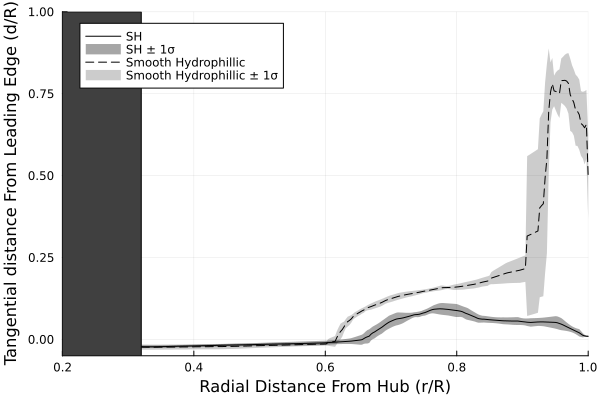 Tangential distance From Leading Edge (d/R)
1.00
0.75
0.50
0.25
0.00
SH
SH ± 1σ
Smooth Hydrophillic
Smooth Hydrophillic ± 1σ
0.2 0.4 0.6 0.8 1.0
Radial Distance From Hub (r/R)